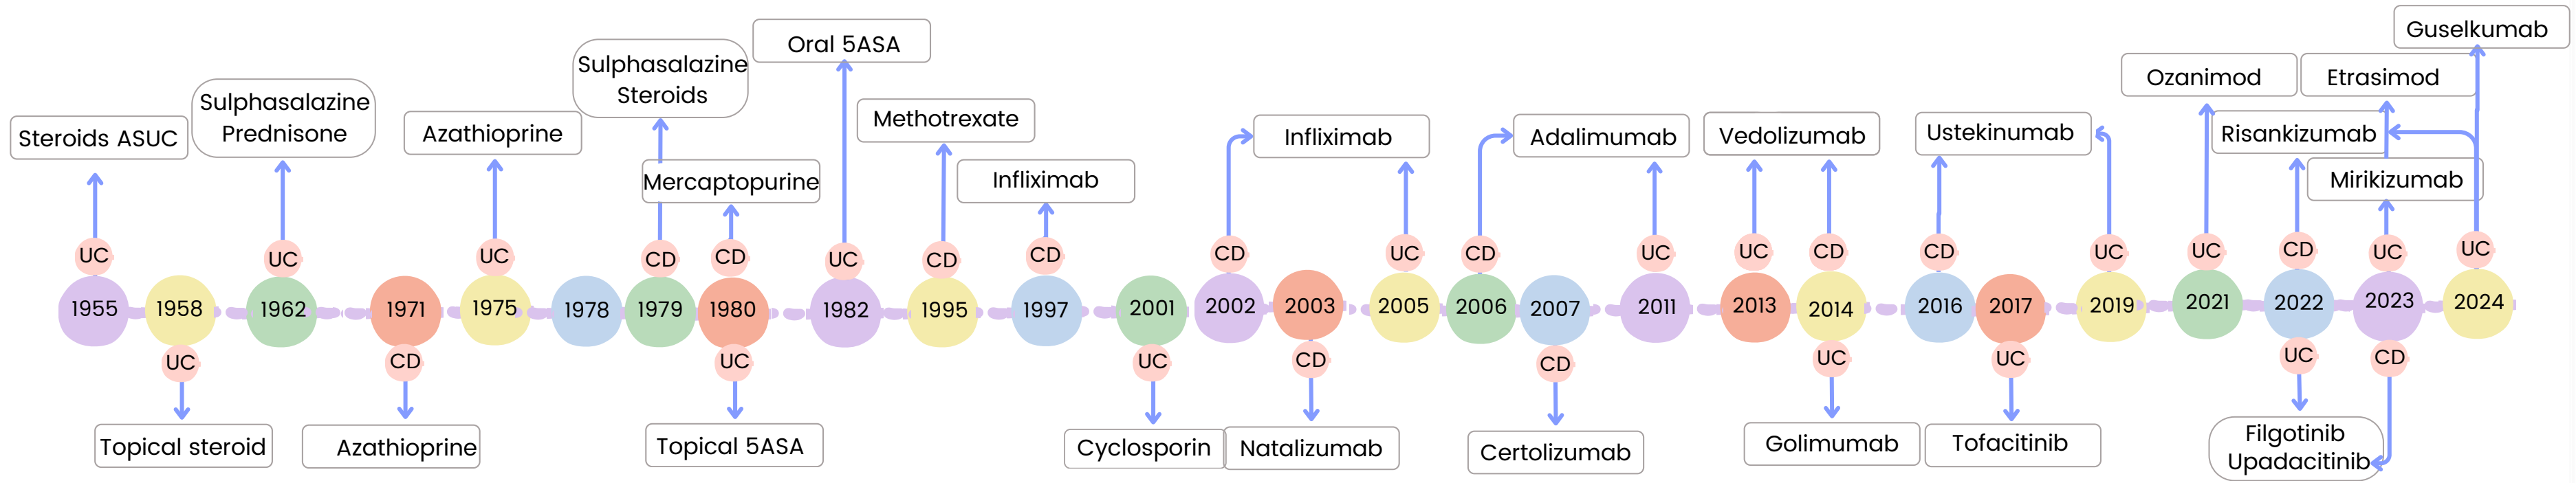 Guselkumab
Oral 5ASA
Sulphasalazine
Steroids
Ozanimod
Etrasimod
Sulphasalazine
Prednisone
Steroids ASUC
Azathioprine
Methotrexate
Infliximab
Adalimumab
Vedolizumab
Ustekinumab
Risankizumab
Mercaptopurine
Infliximab
Mirikizumab
UC
UC
UC
CD
CD
UC
CD
CD
CD
UC
CD
UC
UC
CD
CD
UC
UC
CD
UC
UC
1955
1958
1962
1971
1975
1978
1979
1980
1982
1995
1997
2001
2002
2003
2005
2006
2007
2011
2013
2014
2016
2017
2019
2021
2022
2023
2024
UC
CD
UC
UC
CD
CD
UC
UC
UC
CD
Topical steroid
Azathioprine
Topical 5ASA
Cyclosporin
Natalizumab
Certolizumab
Golimumab
Tofacitinib
Filgotinib
Upadacitinib